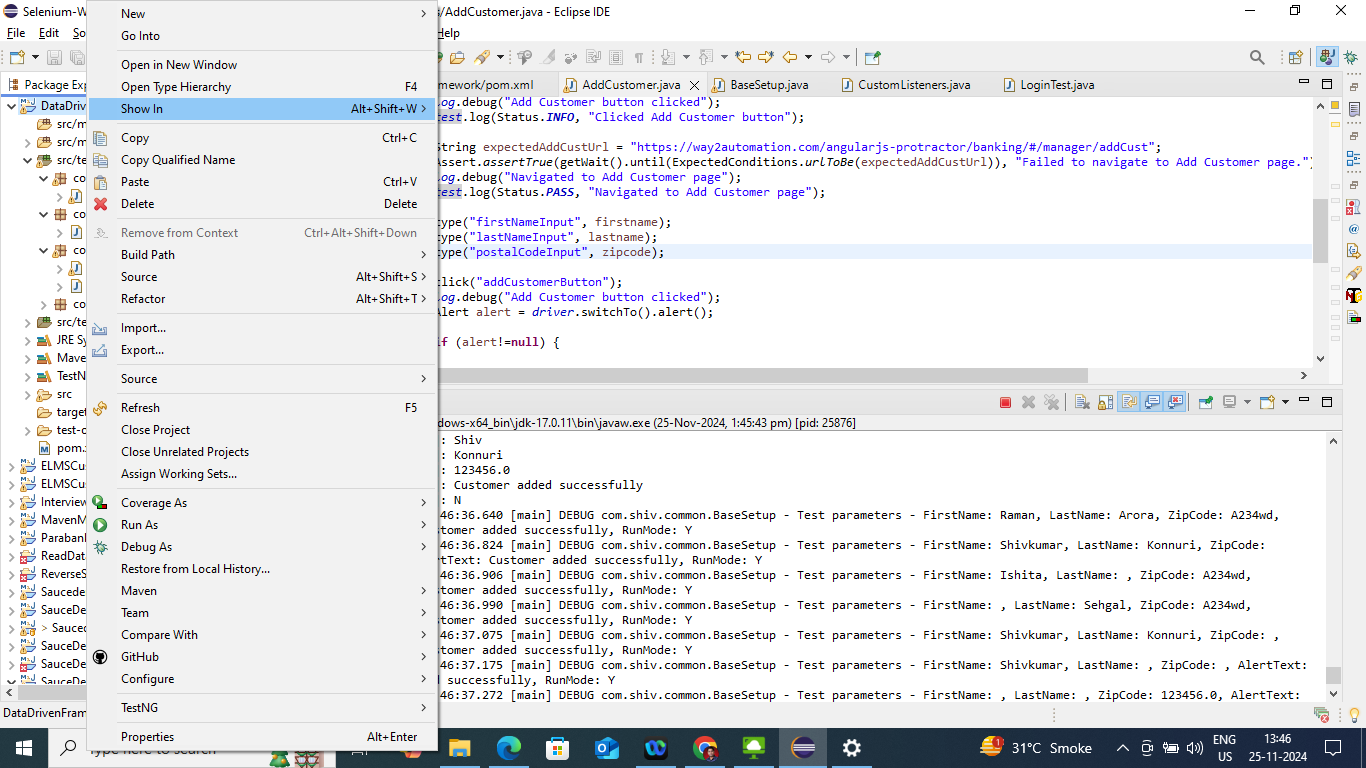 Selenium-W
/AddCustomer.java - Eclipse IDE
File Edit So
elp
Package Exp
mework/pom.xml
AddCustomer.java
BaseSetup.java
CustomListeners.java
LoginTest.java
DataDriv
src/m
src/m
src/te
co
co
co
co
src/te
JRE Sy
Mave
TestN
src
target
test-o
pom.
ELMSCus
ELMSCus
Interview
MavenM
Paraban
ReadData
ReverseS
Saucede
SauceDe
> Sauced
SauceDe
SauceDe
SauceDe
DataDrivenFram
New
Go Into
Open in New Window
Open Type Hierarchy F4
Show In Alt+Shift+W
Copy Ctrl+C
Copy Qualified Name
Paste Ctrl+V
Delete Delete
Remove from Context Ctrl+Alt+Shift+Down
Build Path
Source Alt+Shift+S
Refactor Alt+Shift+T
Import...
Export...
Source
Refresh F5
Close Project
Close Unrelated Projects
Assign Working Sets...
Coverage As
Run As
Debug As
Restore from Local History...
Maven
Team
Compare With
GitHub
Configure
TestNG
Properties Alt+Enter
og.debug("Add Customer button clicked");
est.log(Status.INFO, "Clicked Add Customer button");
String expectedAddCustUrl = "https://way2automation.com/angularjs-protractor/banking/#/manager/addCust";
Assert.assertTrue(getWait().until(ExpectedConditions.urlToBe(expectedAddCustUrl)), "Failed to navigate to Add Customer page.")
og.debug("Navigated to Add Customer page");
est.log(Status.PASS, "Navigated to Add Customer page");
type("firstNameInput", firstname);
type("lastNameInput", lastname);
type("postalCodeInput", zipcode);
click("addCustomerButton");
og.debug("Add Customer button clicked");
Alert alert = driver.switchTo().alert();
if (alert!=null) {
dows-x64_bin\jdk-17.0.11\bin\javaw.exe (25-Nov-2024, 1:45:43 pm) [pid: 25876]
: Shiv
: Konnuri
: 123456.0
: Customer added successfully
: N
46:36.640 [main] DEBUG com.shiv.common.BaseSetup - Test parameters - FirstName: Raman, LastName: Arora, ZipCode: A234wd,
tomer added successfully, RunMode: Y
46:36.824 [main] DEBUG com.shiv.common.BaseSetup - Test parameters - FirstName: Shivkumar, LastName: Konnuri, ZipCode:
rtText: Customer added successfully, RunMode: Y
46:36.906 [main] DEBUG com.shiv.common.BaseSetup - Test parameters - FirstName: Ishita, LastName: , ZipCode: A234wd,
tomer added successfully, RunMode: Y
46:36.990 [main] DEBUG com.shiv.common.BaseSetup - Test parameters - FirstName: , LastName: Sehgal, ZipCode: A234wd,
tomer added successfully, RunMode: Y
46:37.075 [main] DEBUG com.shiv.common.BaseSetup - Test parameters - FirstName: Shivkumar, LastName: Konnuri, ZipCode: ,
tomer added successfully, RunMode: Y
46:37.175 [main] DEBUG com.shiv.common.BaseSetup - Test parameters - FirstName: Shivkumar, LastName: , ZipCode: , AlertText:
d successfully, RunMode: Y
46:37.272 [main] DEBUG com.shiv.common.BaseSetup - Test parameters - FirstName: , LastName: , ZipCode: 123456.0, AlertText:
Type here to search
31°C Smoke
ENG
US
13:46
25-11-2024